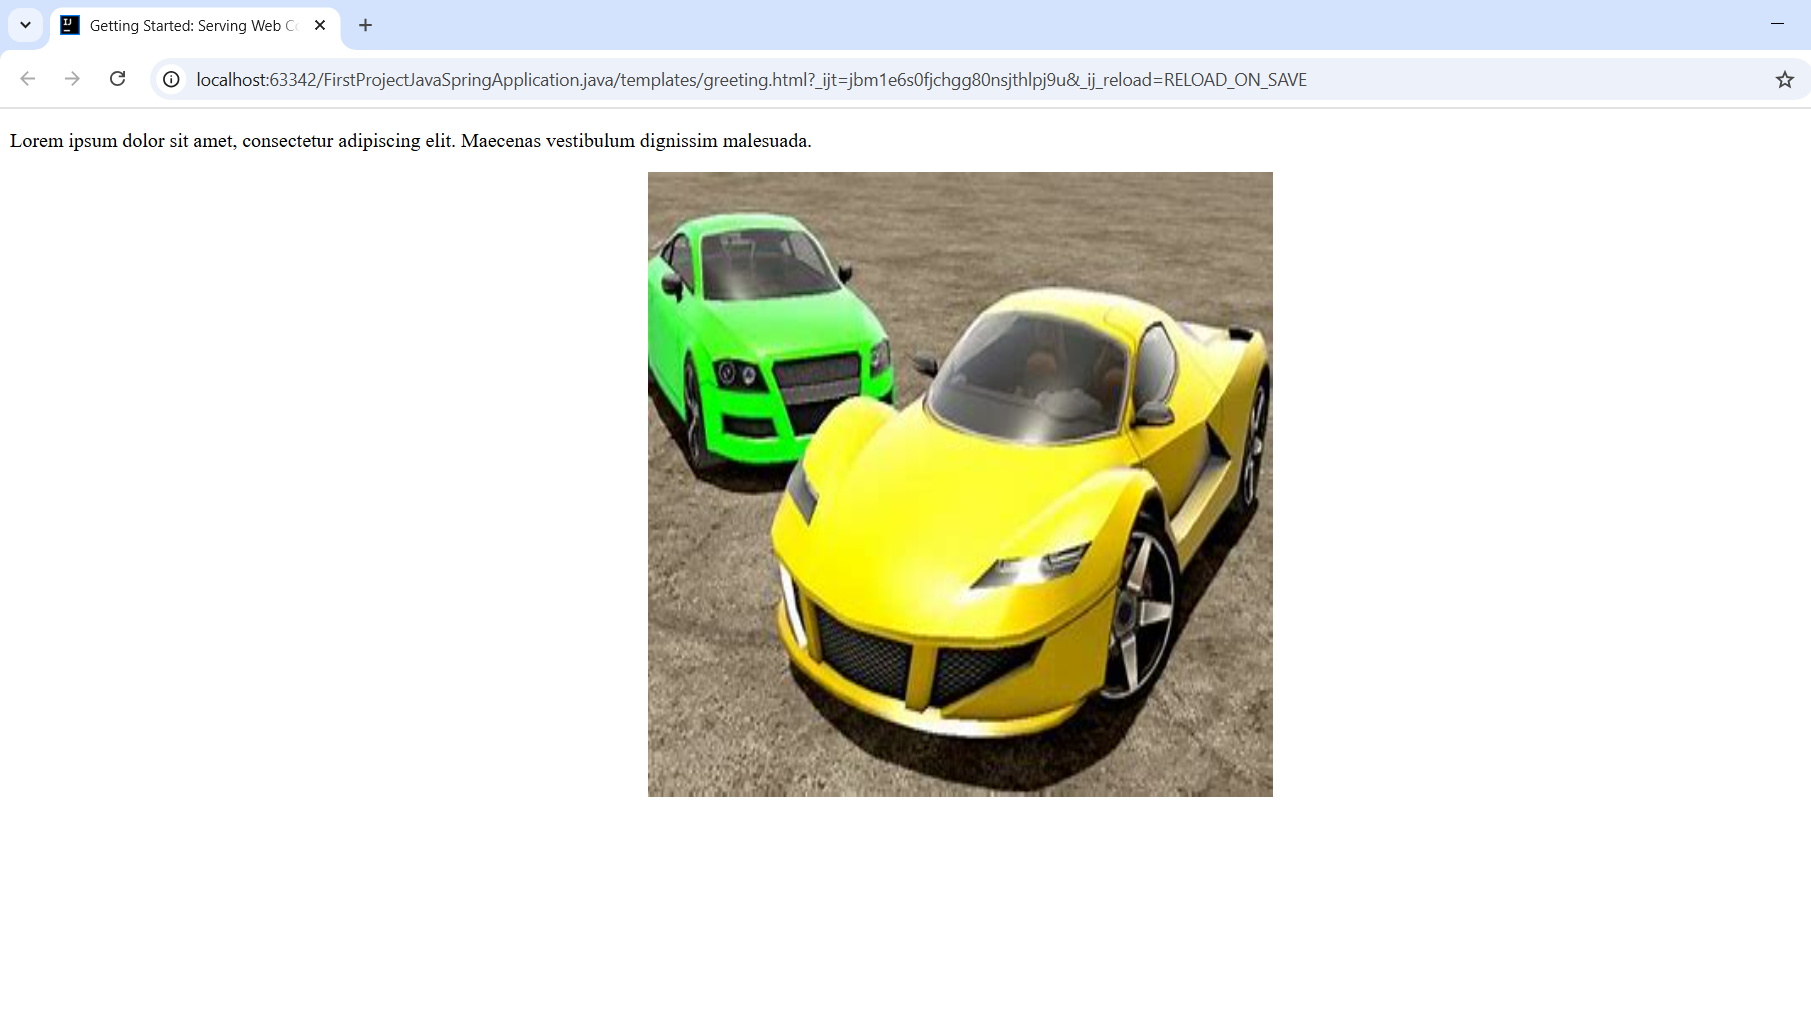 Getting Started: Serving Web
localhost:63342/FirstProjectJavaSpringApplication.java/templates/greeting.html?_ijt=jbm1e6s0fjchgg80nsjthlpj9u&_ij_reload=RELOAD_ON_SAVE
Lorem ipsum dolor sit amet, consectetur adipiscing elit. Maecenas vestibulum dignissim malesuada.